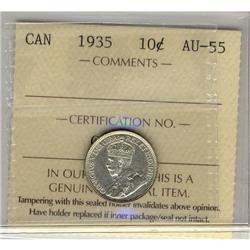 CAN 1935 10¢ AU-55
— COMMENTS —
— CERTIFICATION NO. —
IN OUR THIS IS A
GENUINE AL ITEM.
Tampering with this sealed holder invalidates above opinion.
Have holder replaced if inner package/seal not intact.